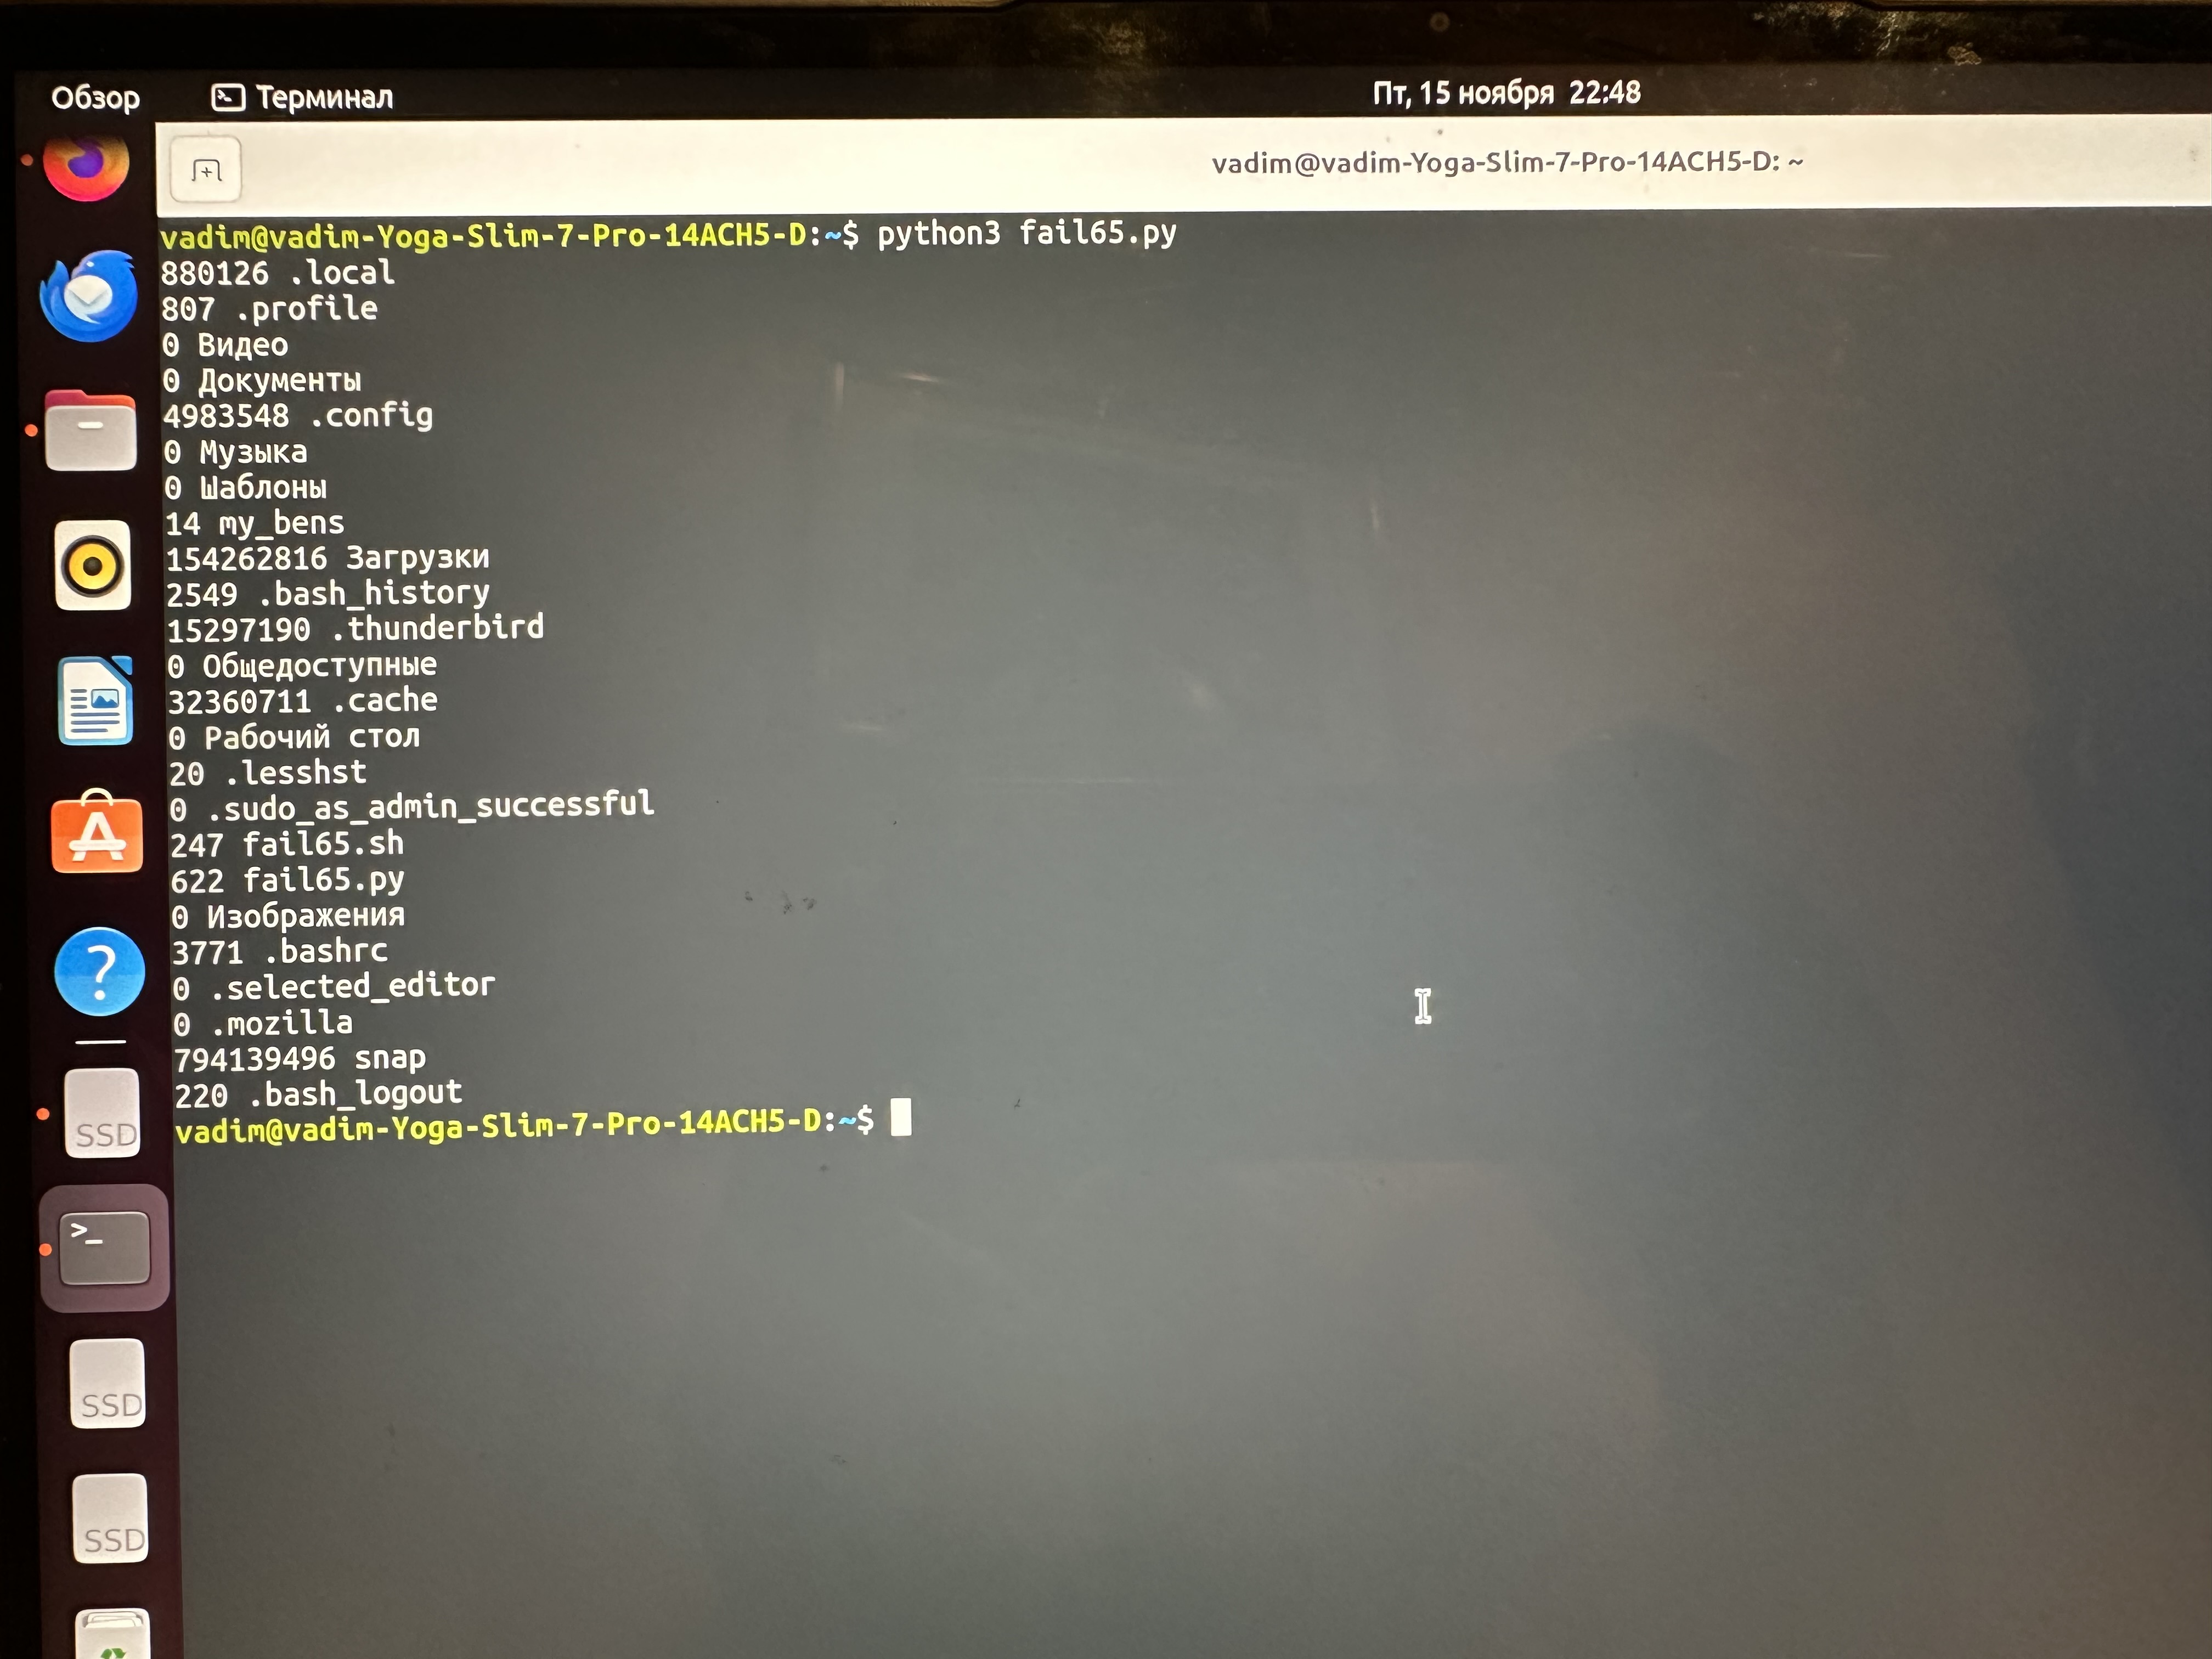 Обзор
Терминал
Пт, 15 ноября 22:48
vadim@vadim-Yoga-Slim-7-Pro-14ACH5-D: ~
vadim@vadim-Yoga-Slim-7-Pro-14ACH5-D:~$ python3 fail65.py
880126 .local
807 .profile
0 Видео
0 Документы
4983548 .config
0 Музыка
0 Шаблоны
14 my_bens
154262816 Загрузки
2549 .bash_history
15297190 .thunderbird
0 Общедоступные
32360711 .cache
0 Рабочий стол
20 .lesshst
0 .sudo_as_admin_successful
247 fail65.sh
622 fail65.py
0 Изображения
3771 .bashrc
0 .selected_editor
0 .mozilla
794139496 snap
220 .bash_logout
vadim@vadim-Yoga-Slim-7-Pro-14ACH5-D:~$
SSD
>_
SSD
SSD